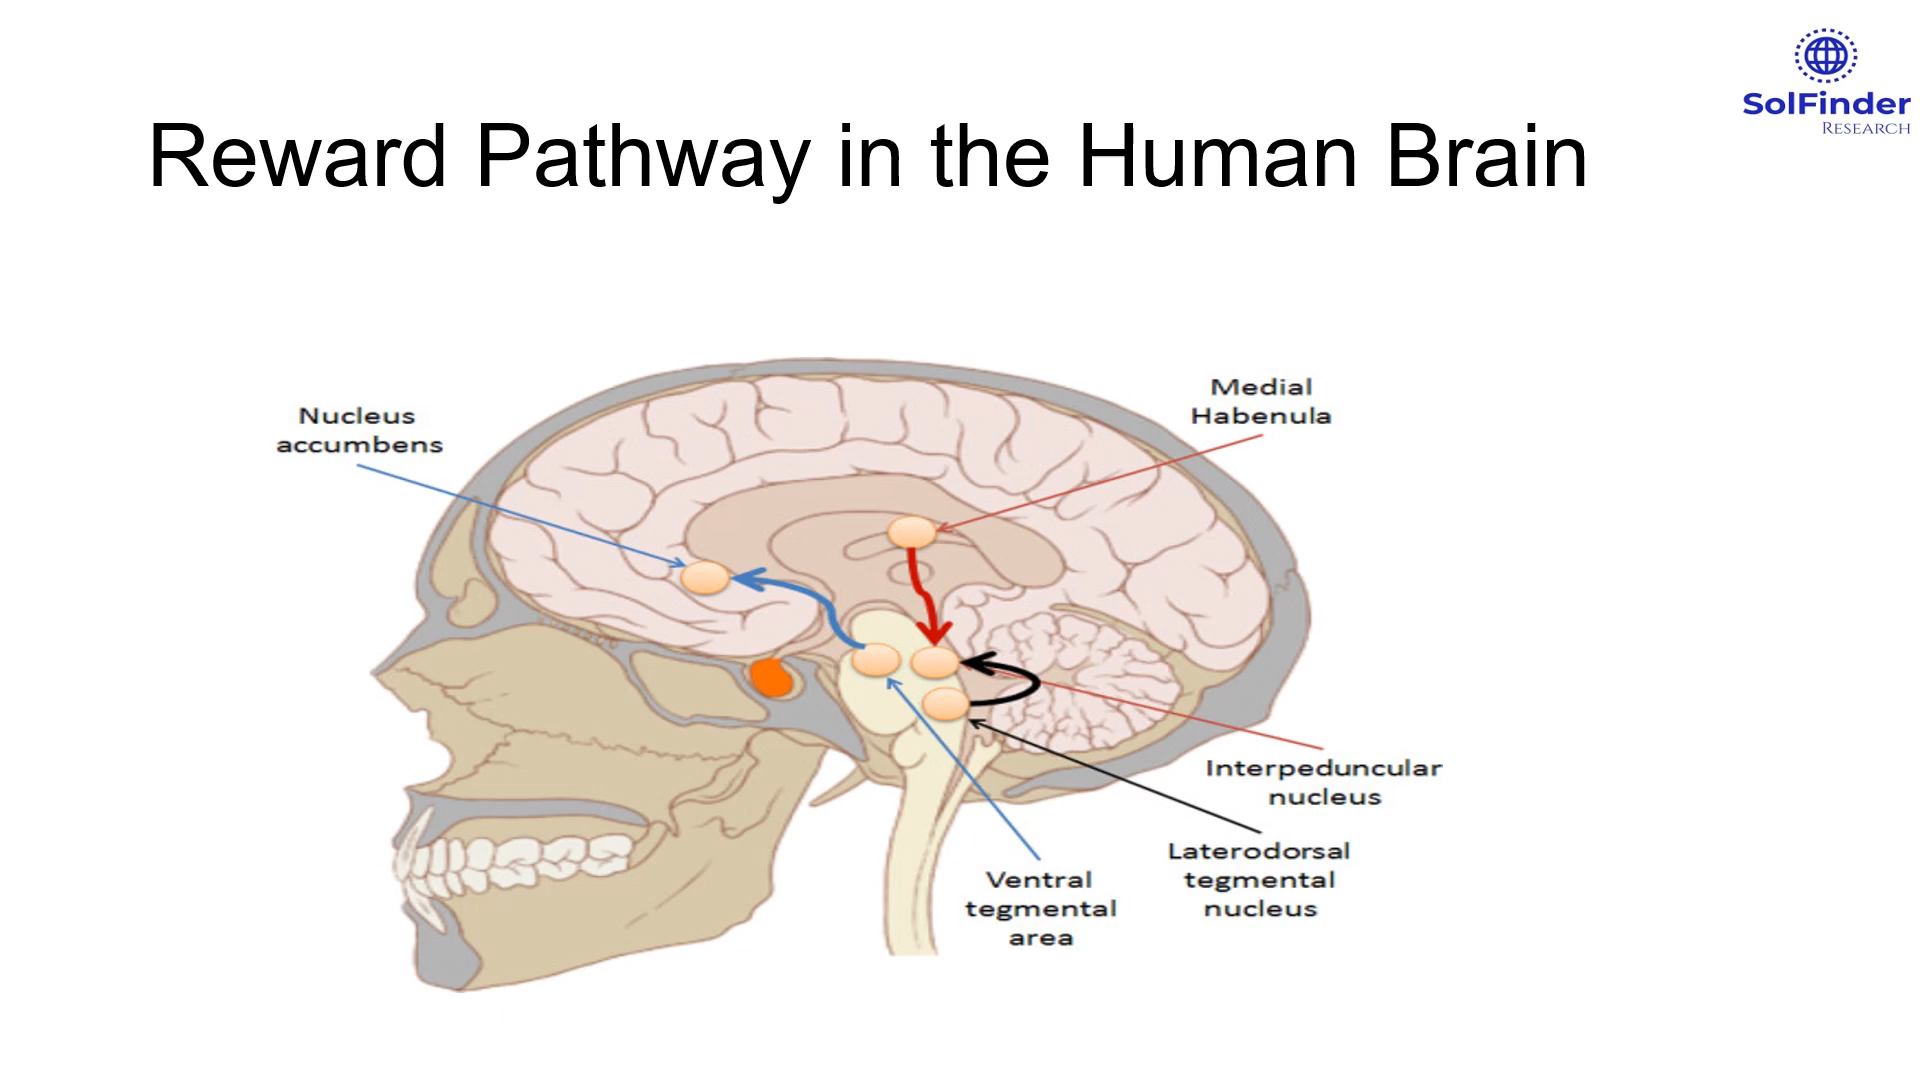 SolFinder
RESEARCH
Reward Pathway in the Human Brain
Nucleus
accumbens
Medial
Habenula
Interpeduncular
nucleus
Laterodorsal
tegmental
nucleus
Ventral
tegmental
area